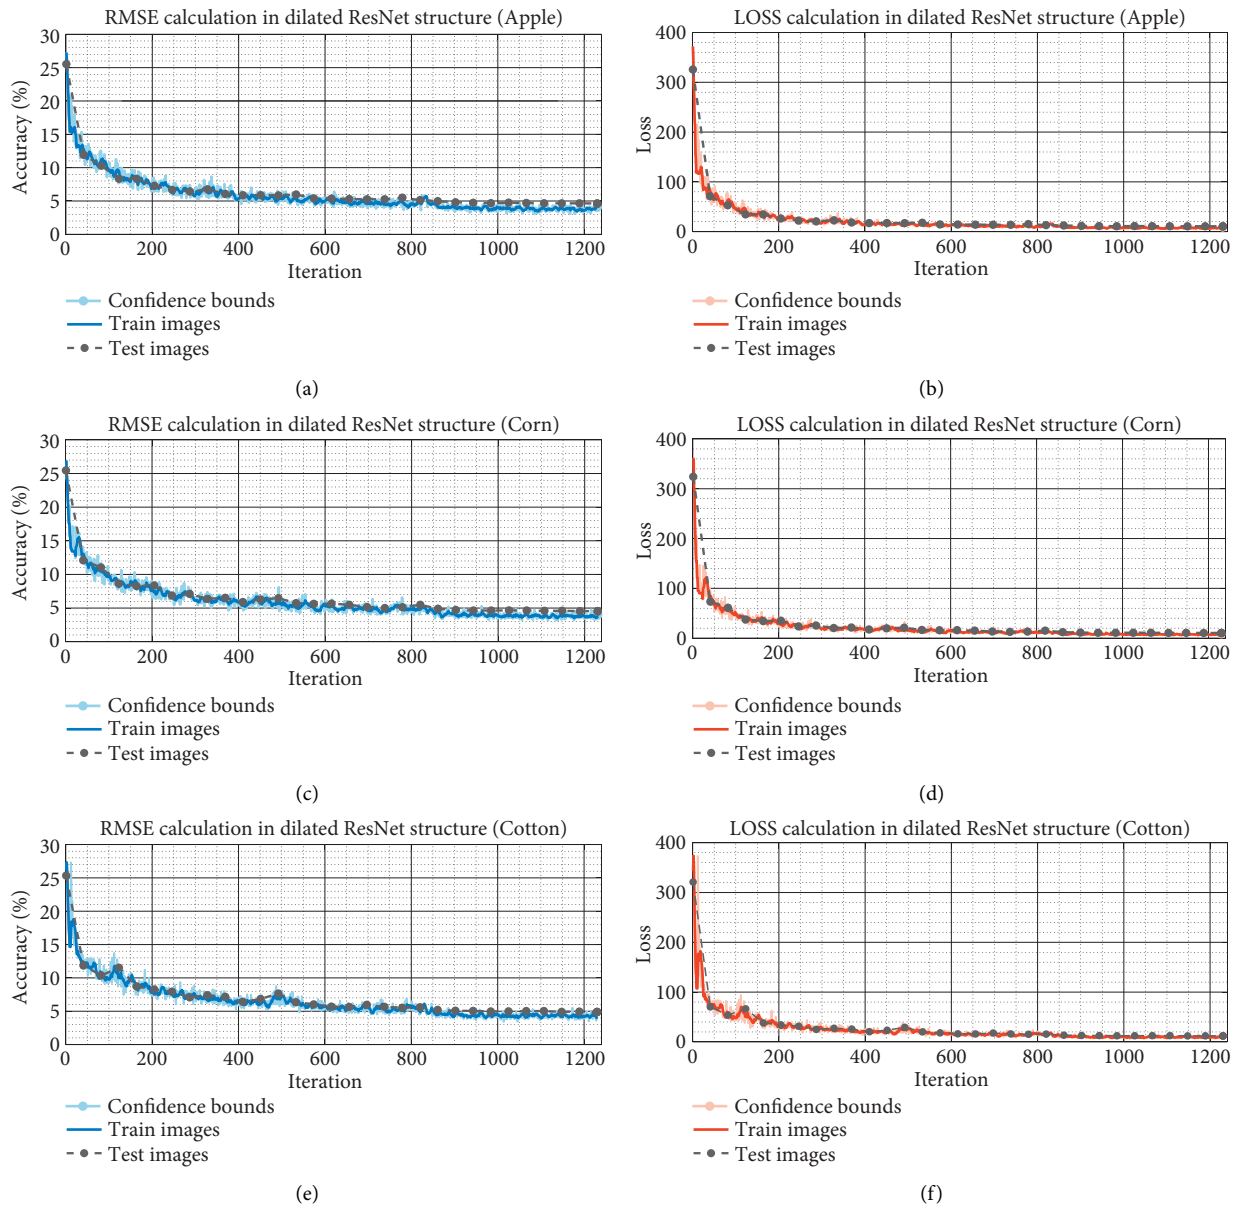 RMSE calculation in dilated ResNet structure (Apple)
30
25
20
15
10
5
0
Accuracy (%)
0 200 400 600 800 1000 1200
Iteration
Confidence bounds
Train images
Test images
(a)
LOSS calculation in dilated ResNet structure (Apple)
400
300
200
100
0
Loss
0 200 400 600 800 1000 1200
Iteration
Confidence bounds
Train images
Test images
(b)
RMSE calculation in dilated ResNet structure (Corn)
30
25
20
15
10
5
0
Accuracy (%)
0 200 400 600 800 1000 1200
Iteration
Confidence bounds
Train images
Test images
(c)
LOSS calculation in dilated ResNet structure (Corn)
400
300
200
100
0
Loss
0 200 400 600 800 1000 1200
Iteration
Confidence bounds
Train images
Test images
(d)
RMSE calculation in dilated ResNet structure (Cotton)
30
25
20
15
10
5
0
Accuracy (%)
0 200 400 600 800 1000 1200
Iteration
Confidence bounds
Train images
Test images
(e)
LOSS calculation in dilated ResNet structure (Cotton)
400
300
200
100
0
Loss
0 200 400 600 800 1000 1200
Iteration
Confidence bounds
Train images
Test images
(f)